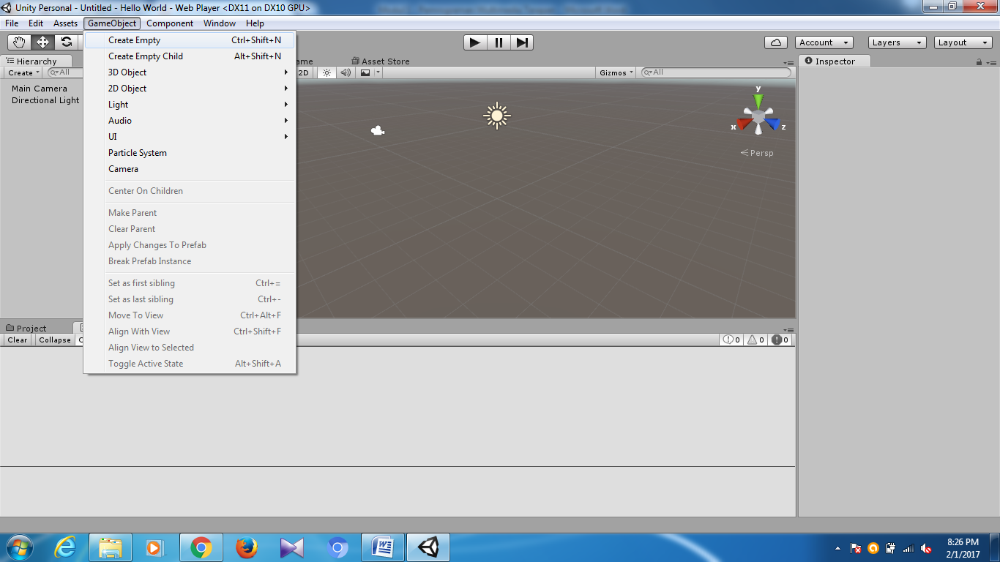 Unity Personal - Untitled - Hello World - Web Player <DX11 on DX10 GPU>
File Edit Assets GameObject Component Window Help
Account Layers Layout
Create Empty Ctrl+Shift+N
Create Empty Child Alt+Shift+N
3D Object
2D Object
Light
Audio
UI
Particle System
Camera
Center On Children
Make Parent
Clear Parent
Apply Changes To Prefab
Break Prefab Instance
Set as first sibling Ctrl+=
Set as last sibling Ctrl+-
Move To View Ctrl+Alt+F
Align With View Ctrl+Shift+F
Align View to Selected
Toggle Active State Alt+Shift+A
Hierarchy
Create All
Main Camera
Directional Light
Asset Store
2D Gizmos All
y
x z
Persp
Inspector
Project
Clear Collapse
0 0 0
8:26 PM
2/1/2017